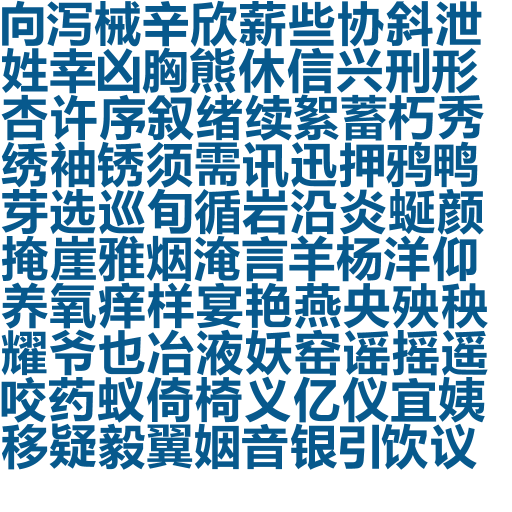 向泻械辛欣薪些协斜泄
姓幸凶胸熊休信兴刑形
杏许序叙绪续絮蓄朽秀
绣袖锈须需讯迅押鸦鸭
芽选巡旬循岩沿炎蜒颜
掩崖雅烟淹言羊杨洋仰
养氧痒样宴艳燕央殃秧
耀爷也冶液妖窑谣摇遥
咬药蚁倚椅义亿仪宜姨
移疑毅翼姻音银引饮议